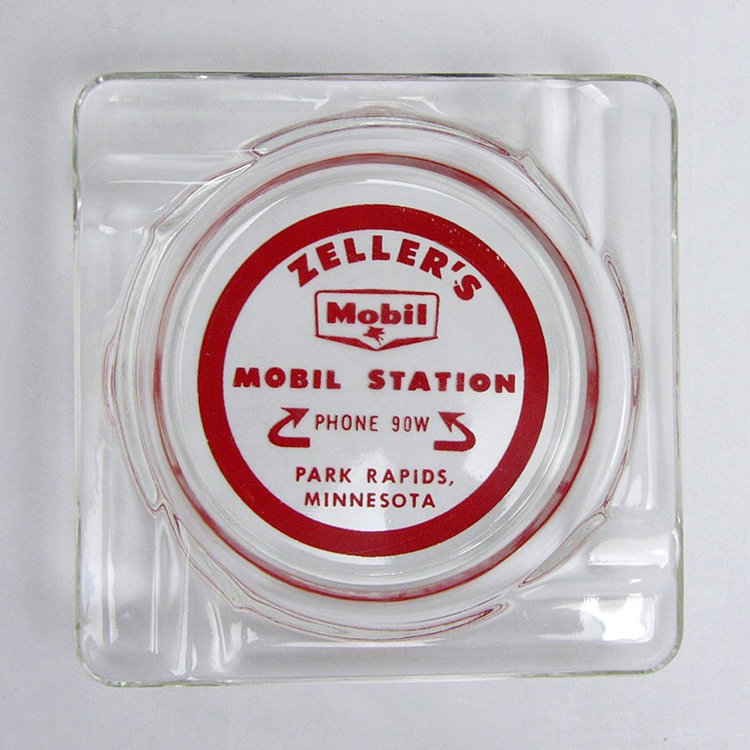 ZELLER'S
Mobil
MOBIL STATION
PHONE 90W
PARK RAPIDS,
MINNESOTA